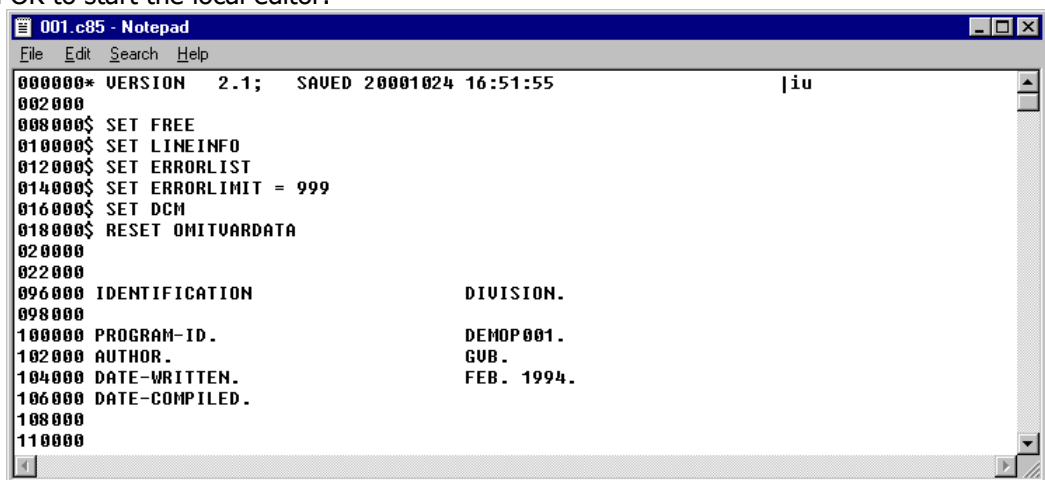 OK to start the local editor.
001.c85 - Notepad
File Edit Search Help
000000* VERSION   2.1;   SAVED 20001024 16:51:55                            |iu
002000
008000$ SET FREE
010000$ SET LINEINFO
012000$ SET ERRORLIST
014000$ SET ERRORLIMIT = 999
016000$ SET DCM
018000$ RESET OMITVARDATA
020000
022000
096000 IDENTIFICATION                     DIVISION.
098000
100000 PROGRAM-ID.                        DEMOP001.
102000 AUTHOR.                            GVB.
104000 DATE-WRITTEN.                      FEB. 1994.
106000 DATE-COMPILED.
108000
110000